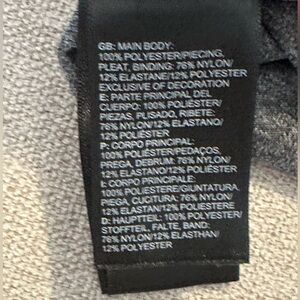 GB: MAIN BODY:
100% POLYESTER/PIECING,
PLEAT, BINDING: 76% NYLON/
12% ELASTANE/12% POLYESTER
EXCLUSIVE OF DECORATION
E: PARTE PRINCIPAL DEL
CUERPO: 100% POLIÉSTER/
PIEZAS, PLISADO, RIBETE:
76% NYLON/12% ELASTANO/
12% POLIÉSTER
P: CORPO PRINCIPAL:
100% POLIÉSTER/PEDAÇOS,
PREGA, DEBRUM: 76% NYLON/
12% ELASTANO/12% POLIÉSTER
I: CORPO PRINCIPALE:
100% POLIESTERE/GIUNTATURA,
PIEGA, CUCITURA: 76% NYLON/
12% ELASTAN/12% POLIESTERE
D: HAUPTTEIL: 100% POLYESTER/
STOFFTEIL, FALTE, BAND:
76% NYLON/12% ELASTHAN/
12% POLYESTER